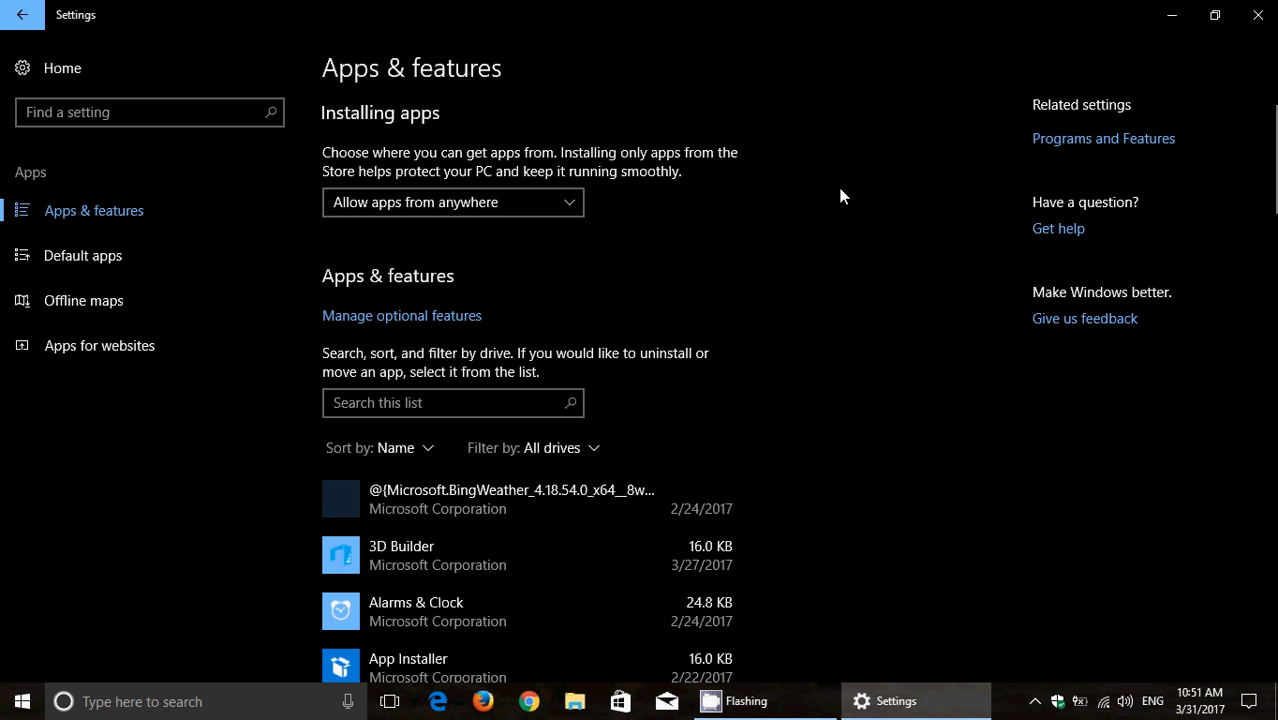 Settings
Home
Find a setting
Apps
Apps & features
Default apps
Offline maps
Apps for websites
Apps & features
Installing apps
Choose where you can get apps from. Installing only apps from the
Store helps protect your PC and keep it running smoothly.
Allow apps from anywhere
Apps & features
Manage optional features
Search, sort, and filter by drive. If you would like to uninstall or
move an app, select it from the list.
Search this list
Sort by: Name Filter by: All drives
@{Microsoft.BingWeather_4.18.54.0_x64__8w...
Microsoft Corporation 2/24/2017
3D Builder 16.0 KB
Microsoft Corporation 3/27/2017
Alarms & Clock 24.8 KB
Microsoft Corporation 2/24/2017
App Installer 16.0 KB
Microsoft Corporation 2/22/2017
Related settings
Programs and Features
Have a question?
Get help
Make Windows better.
Give us feedback
Type here to search
Flashing
Settings
ENG
10:51 AM
3/31/2017